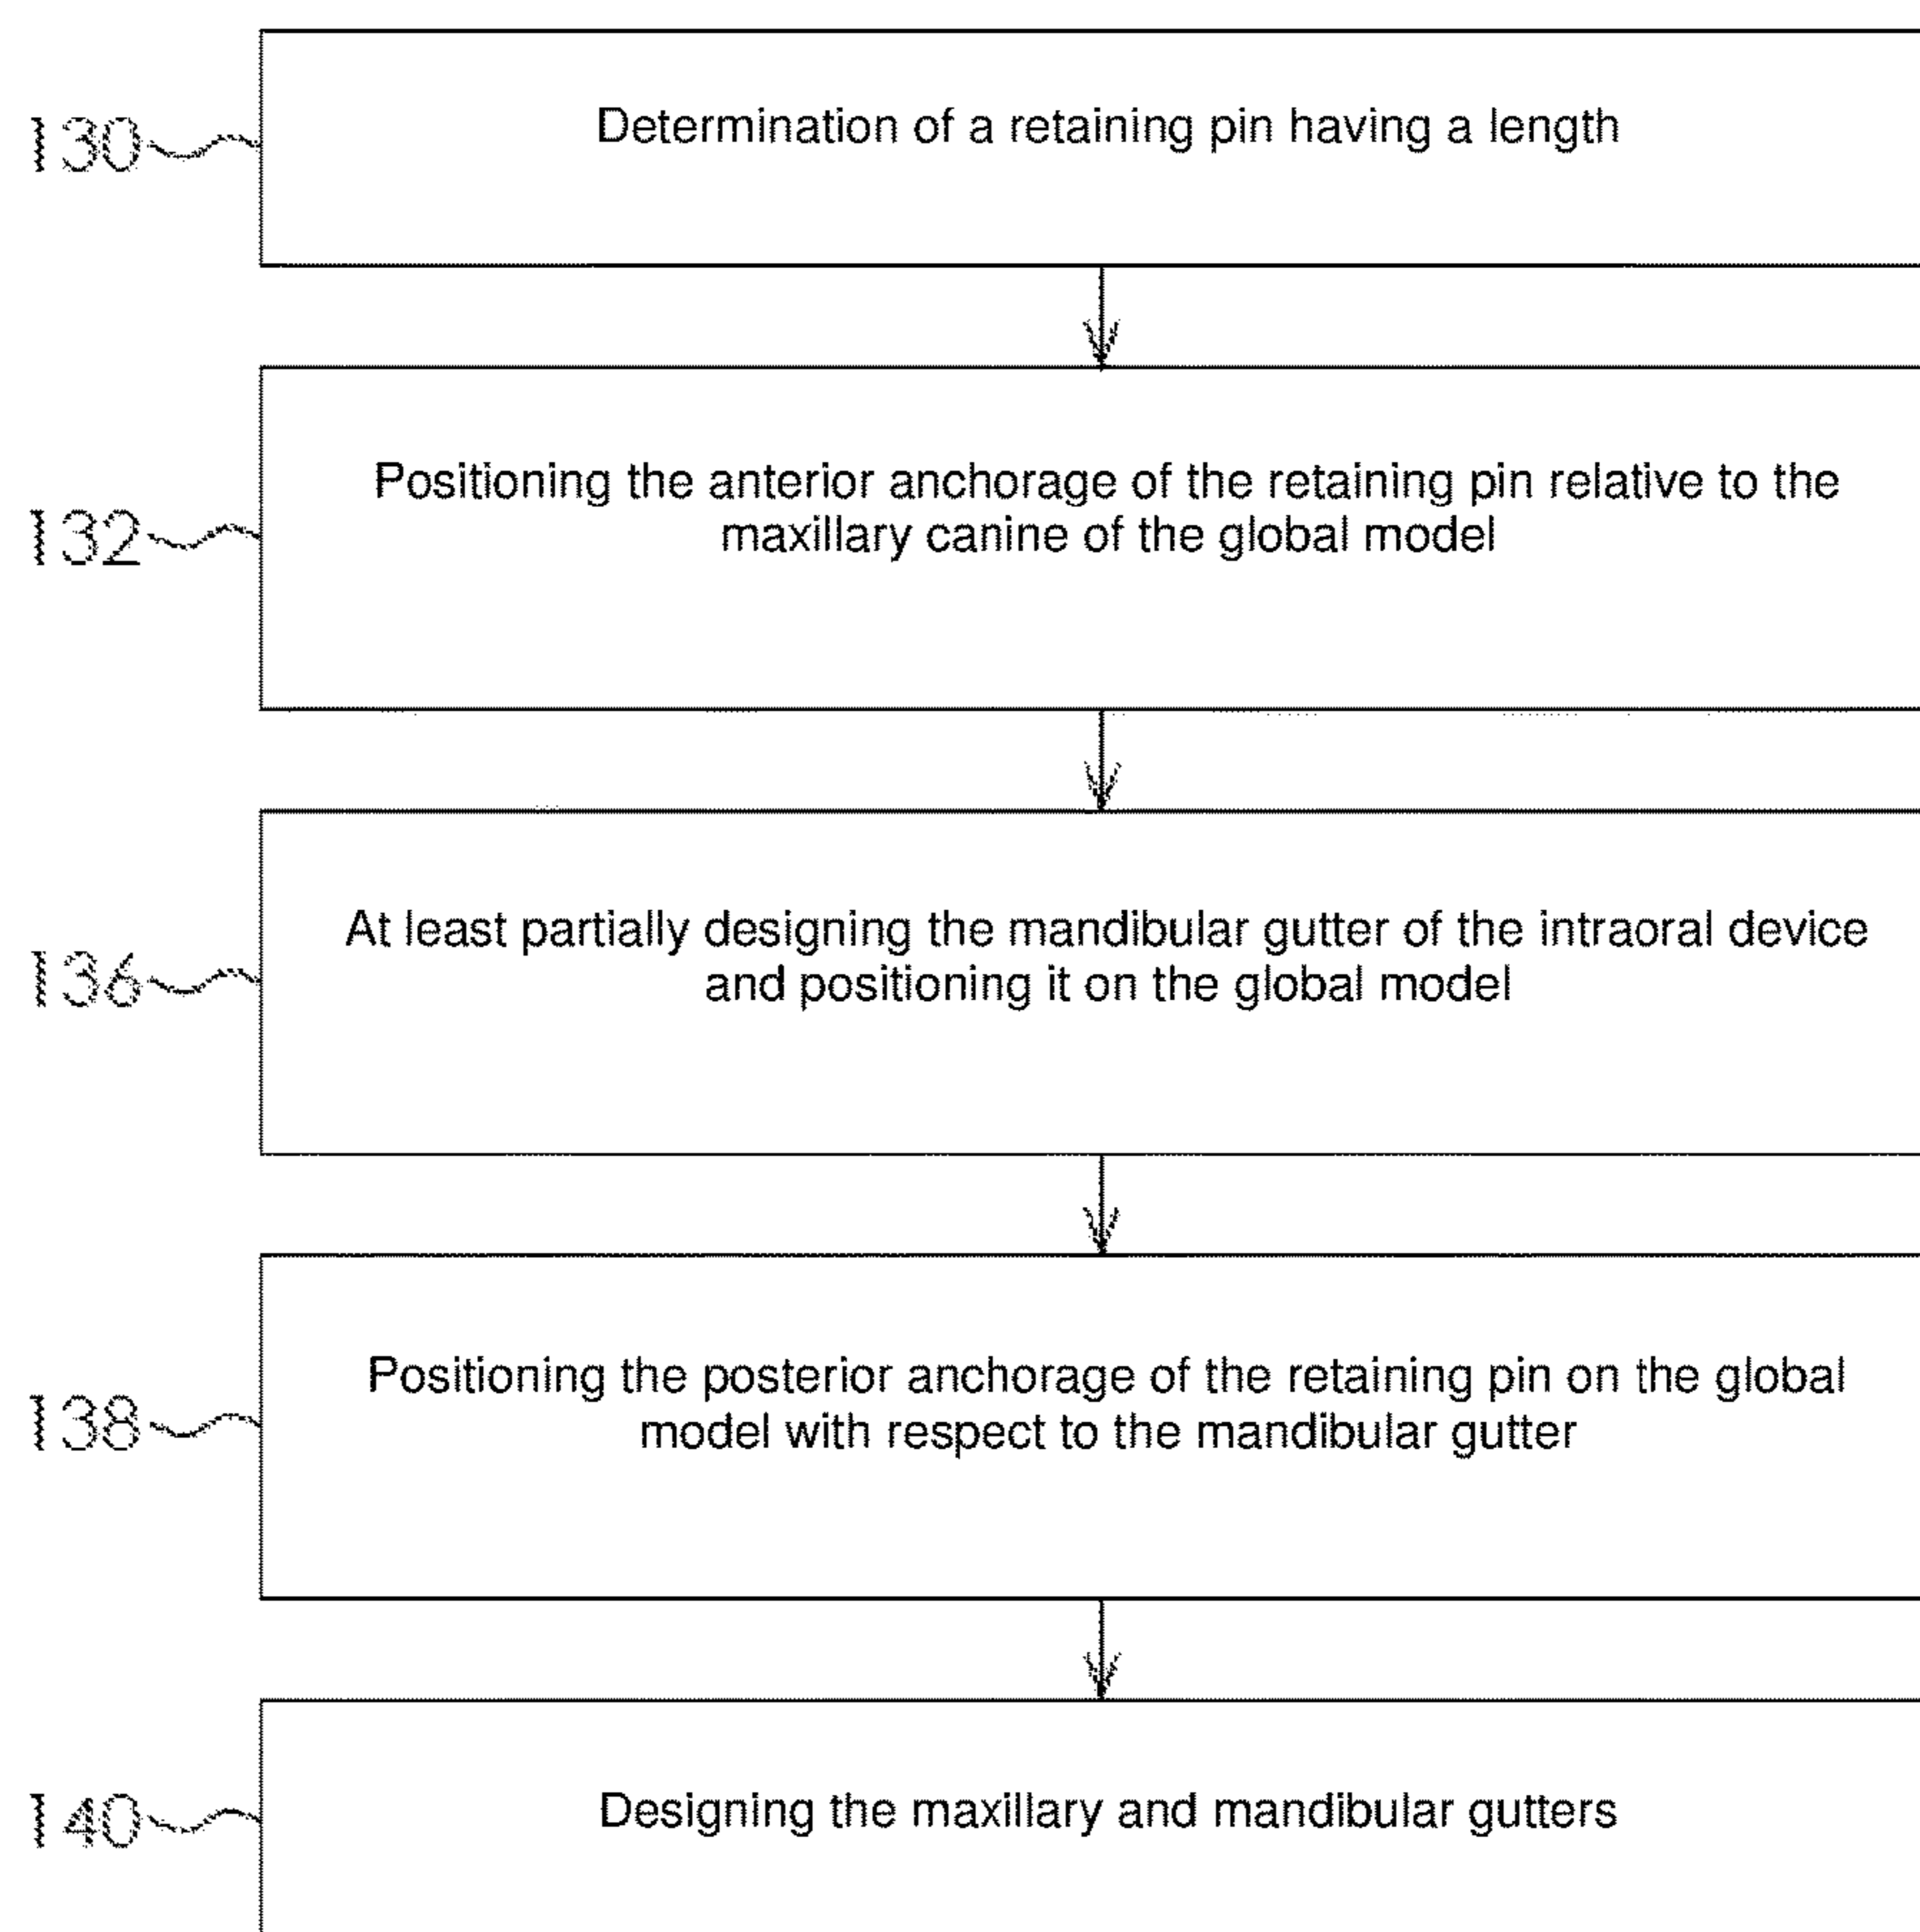 130
Determination of a retaining pin having a length
132
Positioning the anterior anchorage of the retaining pin relative to the
maxillary canine of the global model
136
At least partially designing the mandibular gutter of the intraoral device
and positioning it on the global model
138
Positioning the posterior anchorage of the retaining pin on the global
model with respect to the mandibular gutter
140
Designing the maxillary and mandibular gutters